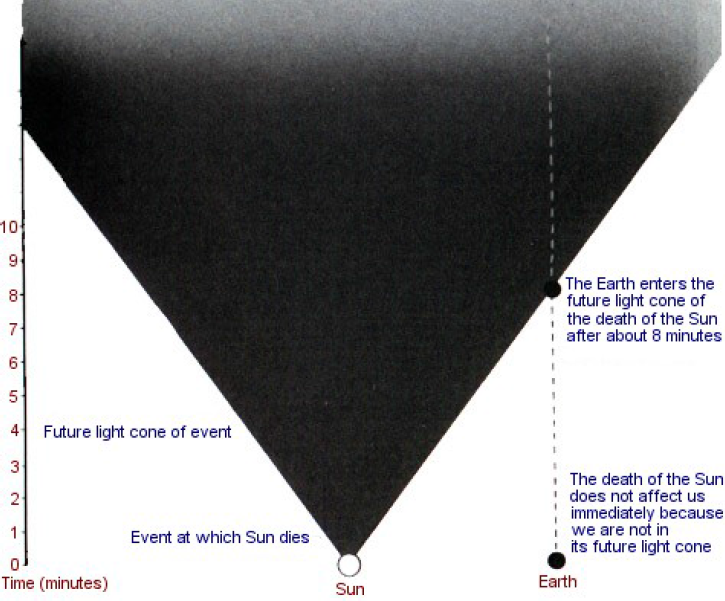 10
9
8
The Earth enters the
future light cone of
the death of the Sun
after about 8 minutes
7
6
5
4
Future light cone of event
3
2
1
0
The death of the Sun
does not affect us
immediately because
we are not in
its future light cone
Event at which Sun dies
Time (minutes)
Sun
Earth